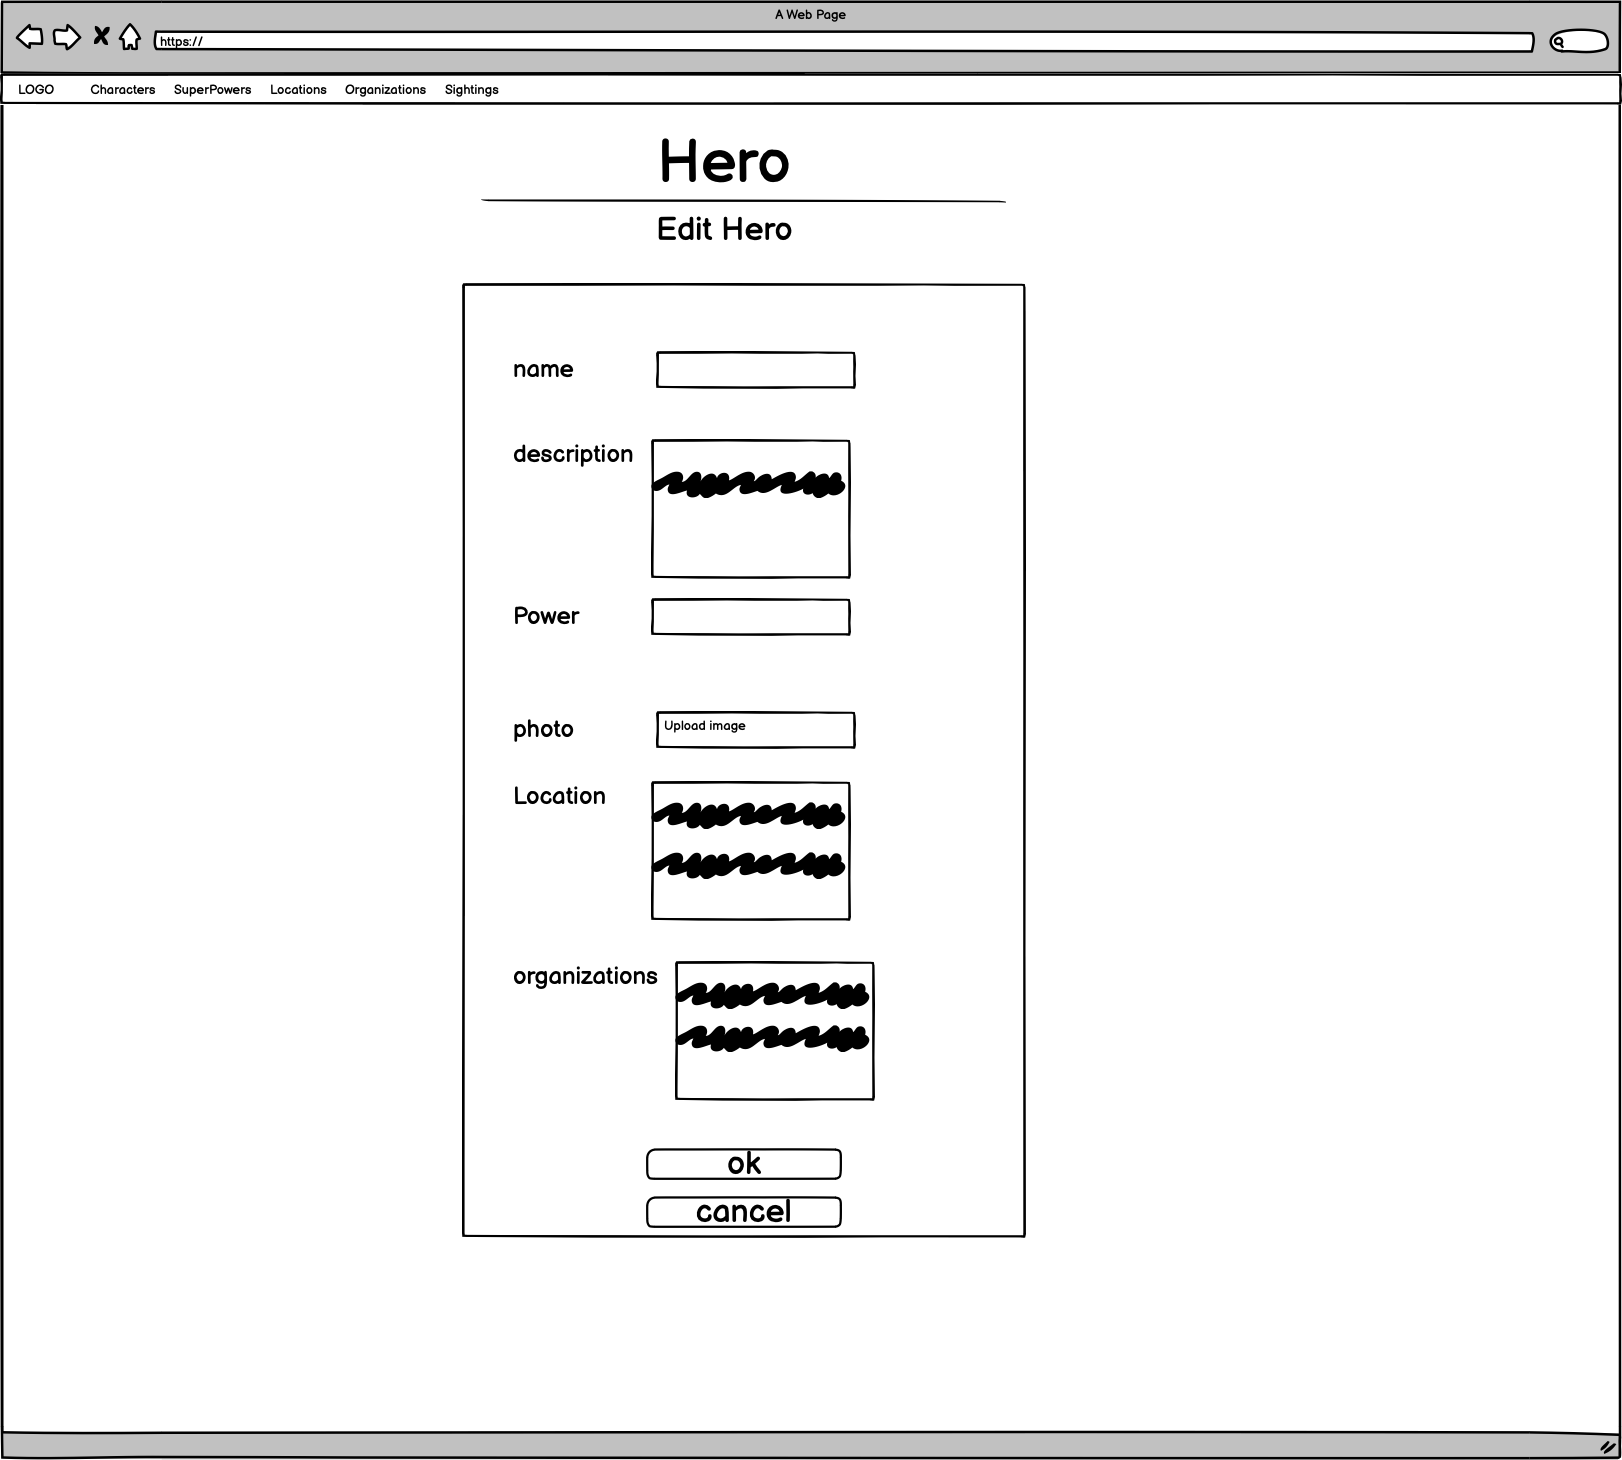 A Web Page
https://
LOGO Characters SuperPowers Locations Organizations Sightings
Hero
Edit Hero
name
description
Power
photo Upload image
Location
organizations
ok
cancel